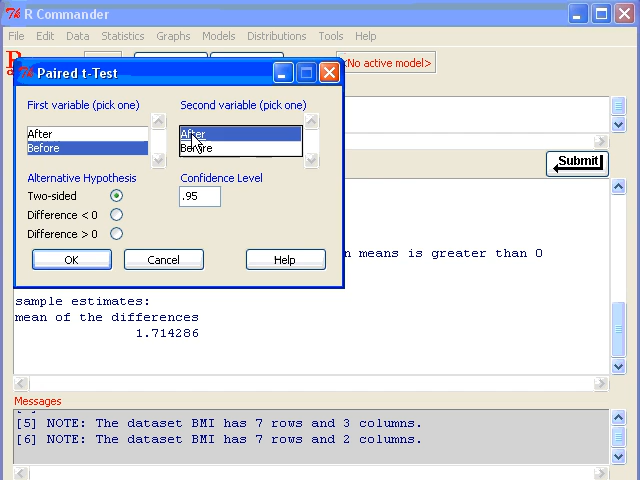 R Commander
File Edit Data Statistics Graphs Models Distributions Tools Help
<No active model>
Paired t-Test
First variable (pick one) Second variable (pick one)
After After
Before Before
Alternative Hypothesis Confidence Level
Two-sided .95
Difference < 0
Difference > 0
OK Cancel Help
Submit
means is greater than 0
sample estimates:
mean of the differences
1.714286
Messages
[5] NOTE: The dataset BMI has 7 rows and 3 columns.
[6] NOTE: The dataset BMI has 7 rows and 2 columns.